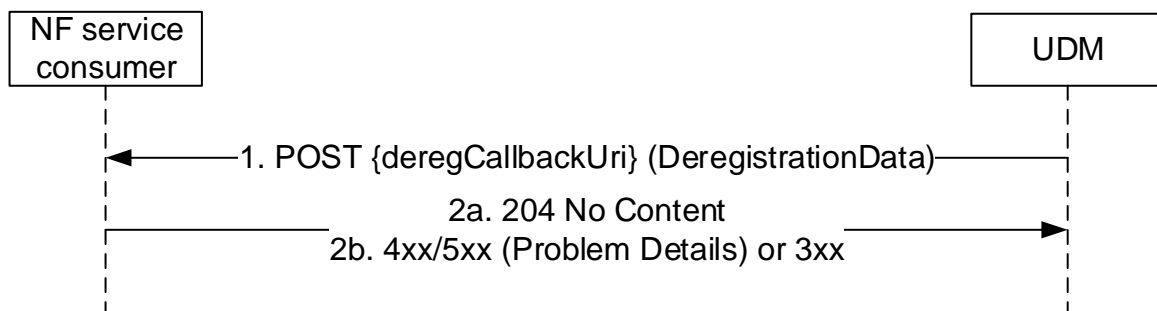 NF service
consumer
UDM
1. POST {deregCallbackUri} (DeregistrationData)
2a. 204 No Content
2b. 4xx/5xx (Problem Details) or 3xx